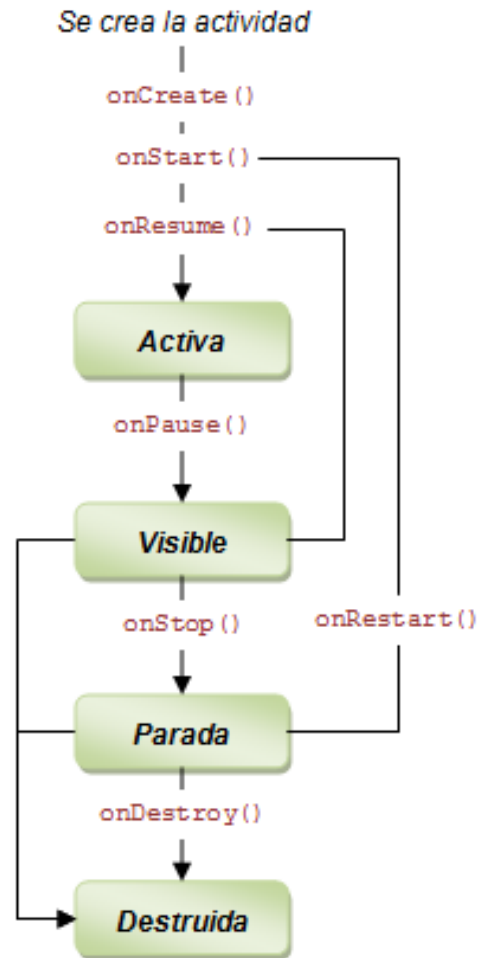 Se crea la actividad
onCreate()
onStart()
onResume()
Activa
onPause()
Visible
onStop()
onRestart()
Parada
onDestroy()
Destruida